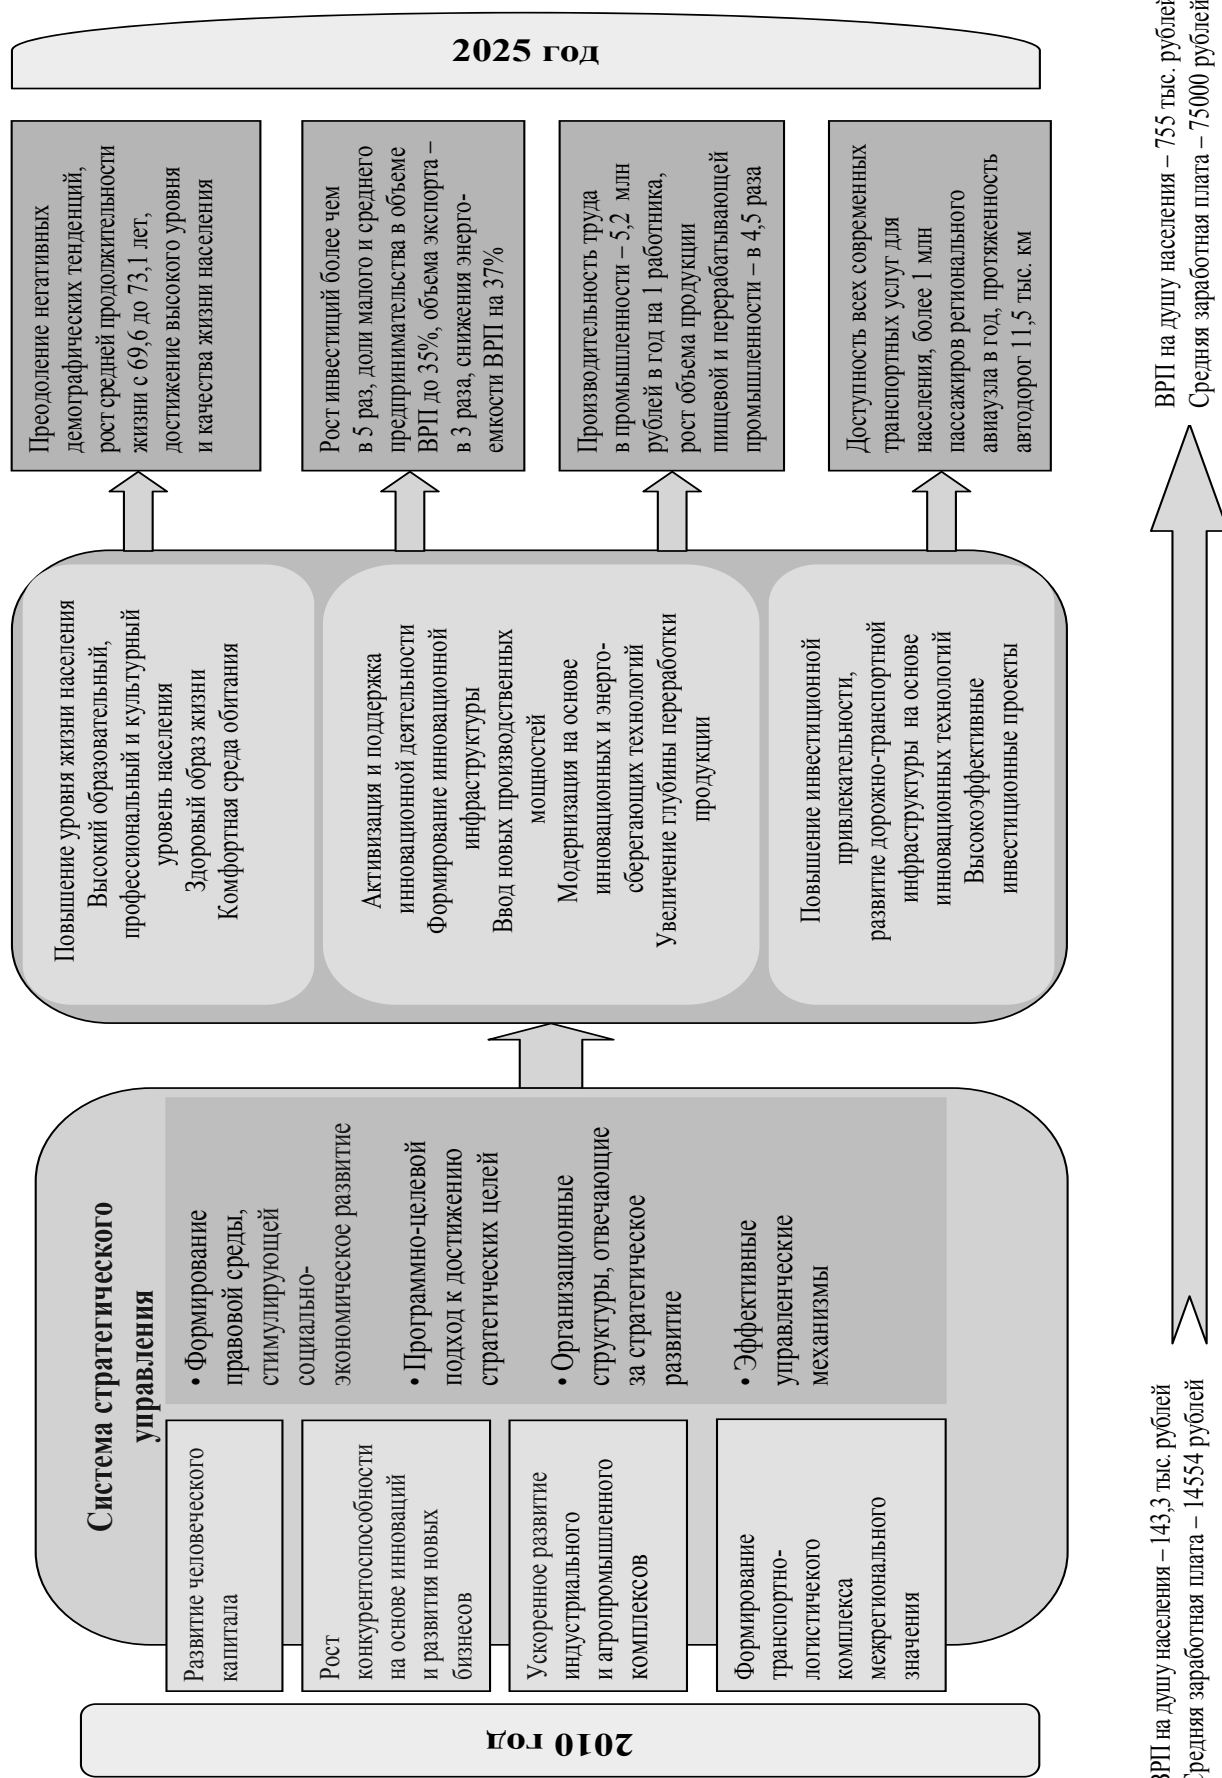 2010 год
Система стратегического
управления
Развитие человеческого
капитала
Рост
конкурентоспособности
на основе инноваций
и развития новых
бизнесов
Ускоренное развитие
индустриального
и агропромышленного
комплексов
Формирование
транспортно-
логистичекого
комплекса
межрегионального
значения
• Формирование
правовой среды,
стимулирующей
социально-
экономическое развитие
• Программно-целевой
подход к достижению
стратегических целей
• Организационные
структуры, отвечающие
за стратегическое
развитие
• Эффективные
управленческие
механизмы
Повышение уровня жизни населения
Высокий образовательный,
профессиональный и культурный
уровень населения
Здоровый образ жизни
Комфортная среда обитания
Активизация и поддержка
инновационной деятельности
Формирование инновационной
инфраструктуры
Ввод новых производственных
мощностей
Модернизация на основе
инновационных и энерго-
сберегающих технологий
Увеличение глубины переработки
продукции
Повышение инвестиционной
привлекательности,
развитие дорожно-транспортной
инфраструктуры на основе
инновационных технологий
Высокоэффективные
инвестиционные проекты
Преодоление негативных
демографических тенденций,
рост средней продолжительности
жизни с 69,6 до 73,1 лет,
достижение высокого уровня
и качества жизни населения
Рост инвестиций более чем
в 5 раз, доли малого и среднего
предпринимательства в объеме
ВРП до 35%, объема экспорта –
в 3 раза, снижения энерго-
емкости ВРП на 37%
Производительность труда
в промышленности – 5,2 млн
рублей в год на 1 работника,
рост объема продукции
пищевой и перерабатывающей
промышленности – в 4,5 раза
Доступность всех современных
транспортных услуг для
населения, более 1 млн
пассажиров регионального
авиаузла в год, протяженность
автодорог 11,5 тыс. км
2025 год
ВРП на душу населения – 143,3 тыс. рублей
Средняя заработная плата – 14554 рублей
ВРП на душу населения – 755 тыс. рублей
Средняя заработная плата – 75000 рублей